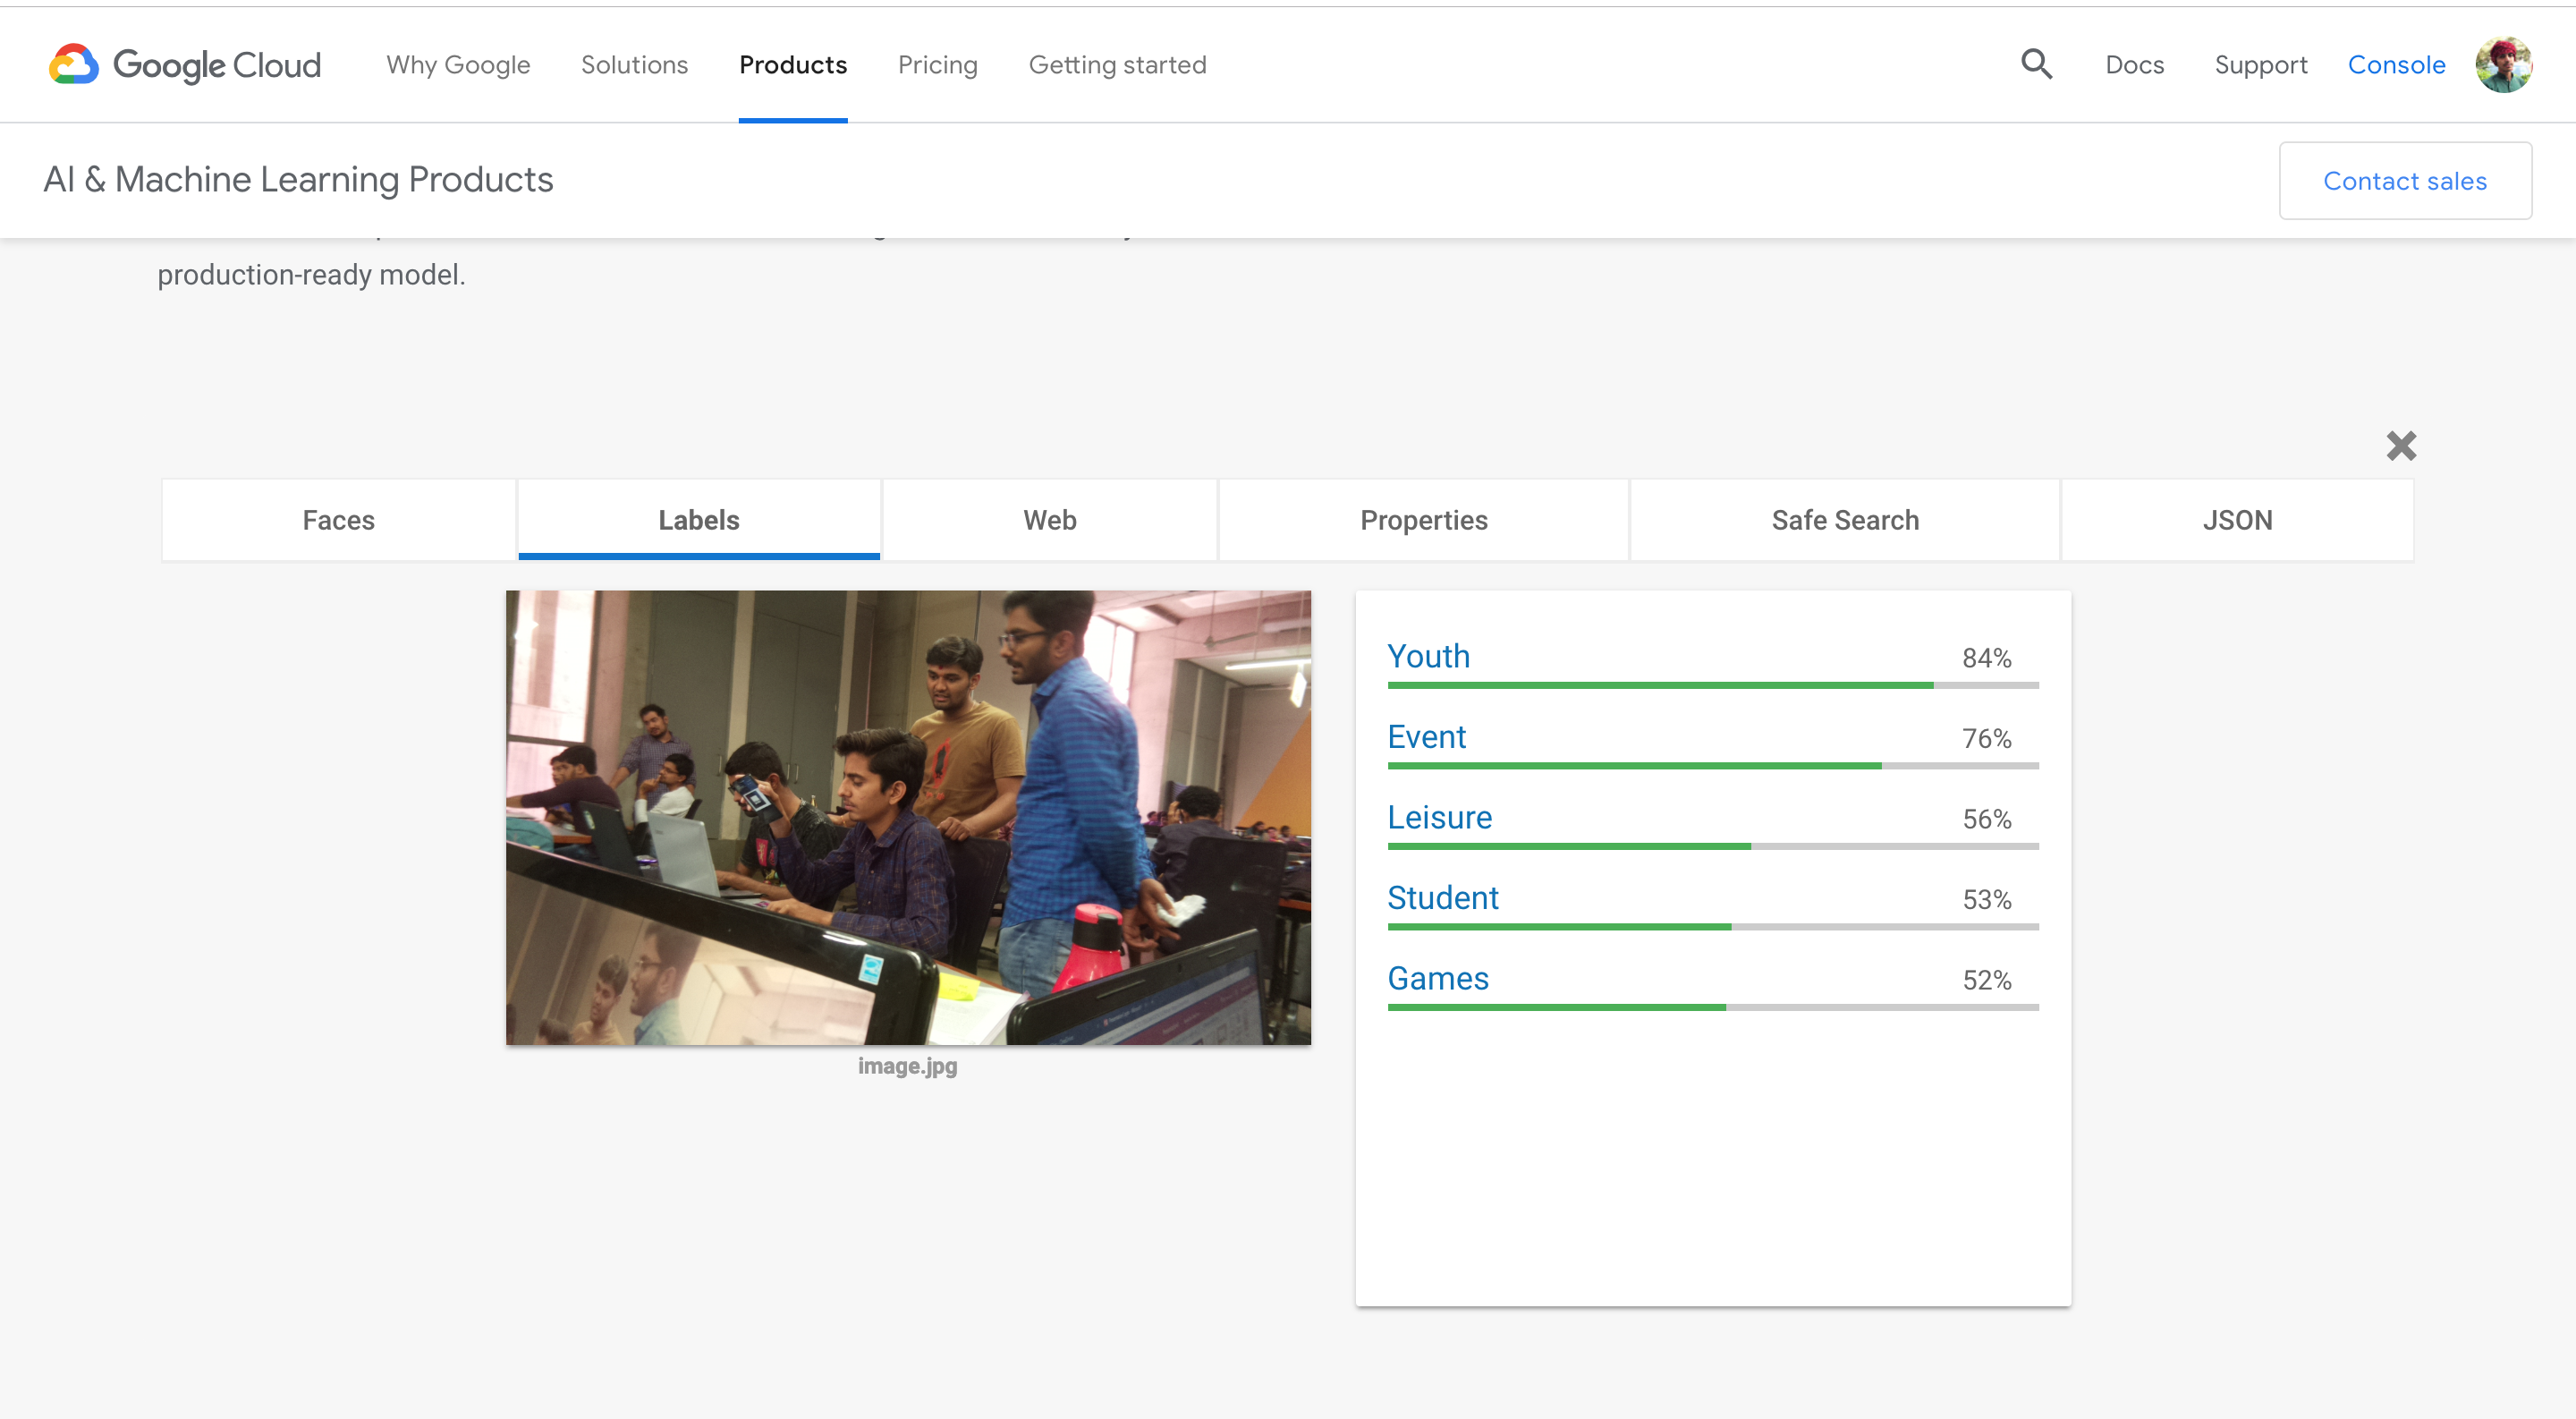 Google Cloud
Why Google
Solutions
Products
Pricing
Getting started
Docs
Support
Console
AI & Machine Learning Products
Contact sales
production-ready model.
Faces
Labels
Web
Properties
Safe Search
JSON
Youth 84%
Event 76%
Leisure 56%
Student 53%
Games 52%
image.jpg